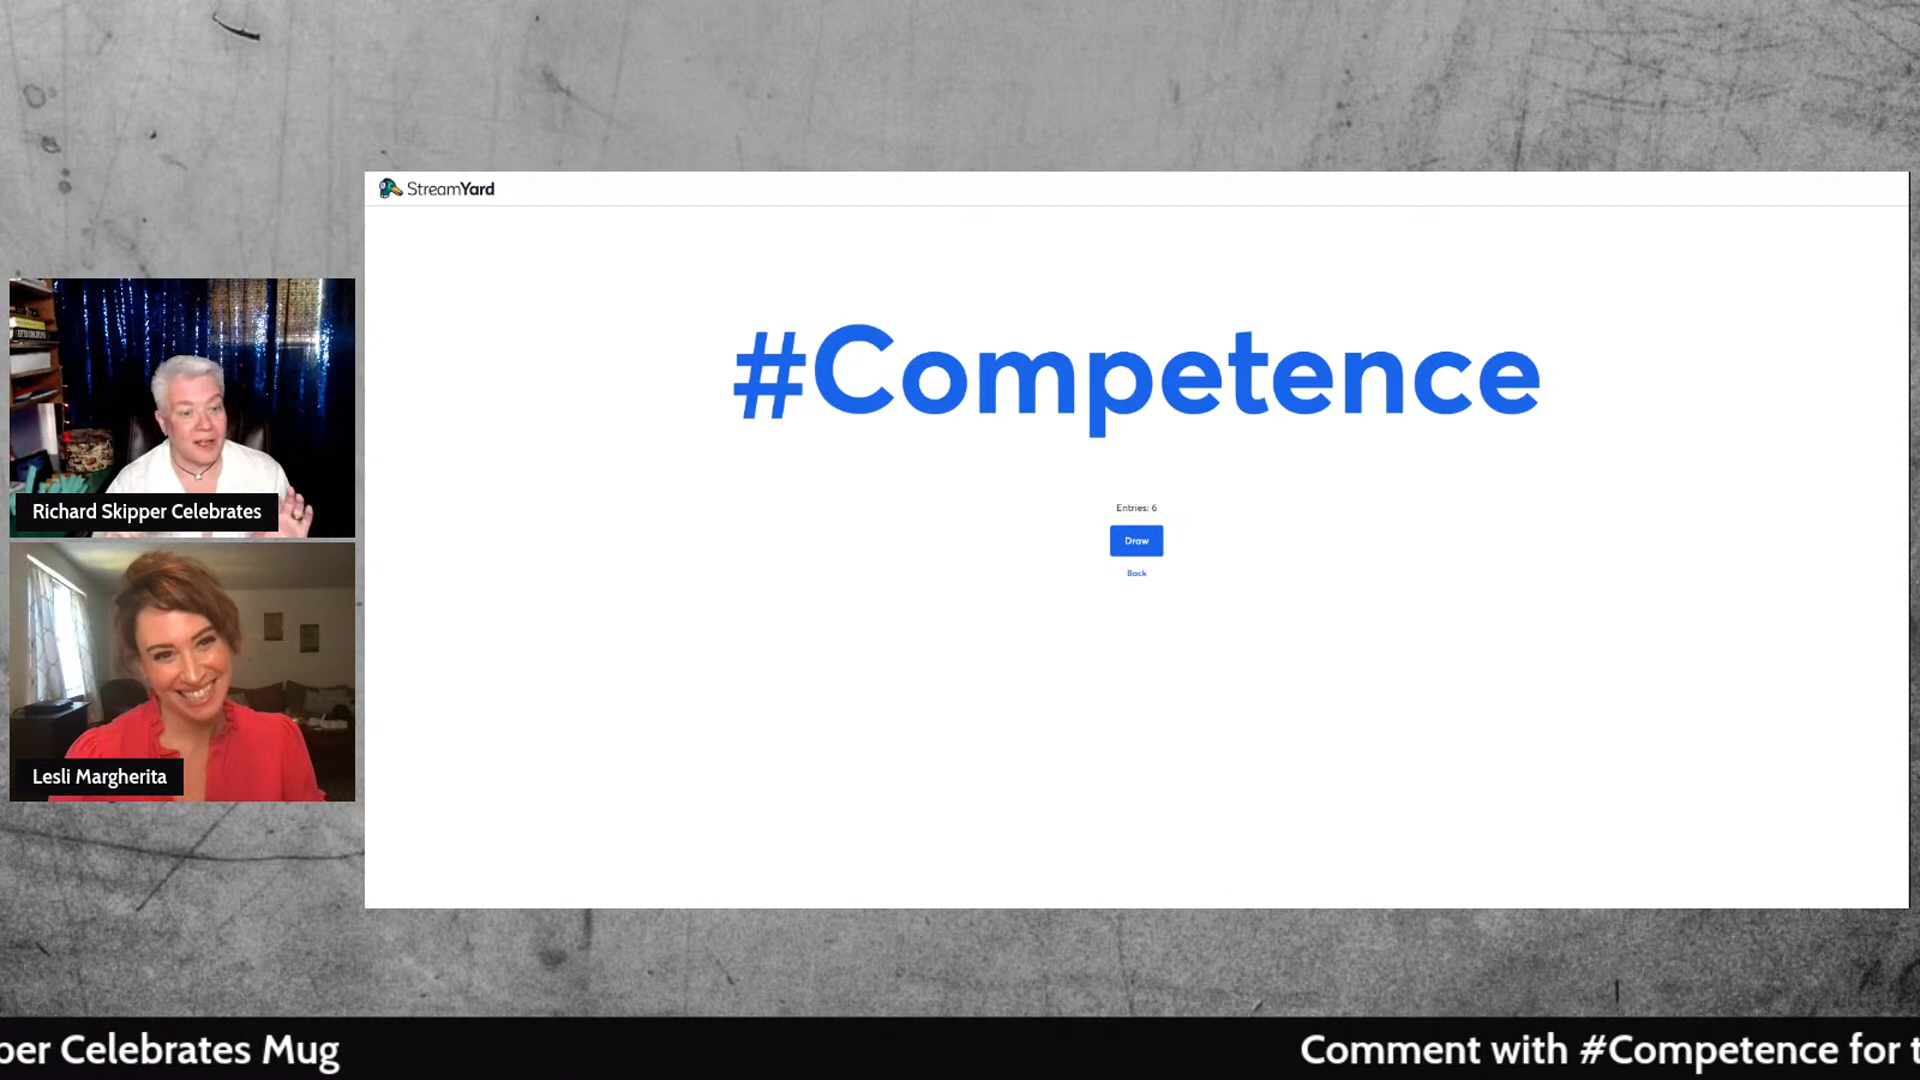 StreamYard
#Competence
Entries: 6
Draw
Back
Richard Skipper Celebrates
Lesli Margherita
per Celebrates Mug
Comment with #Competence for t